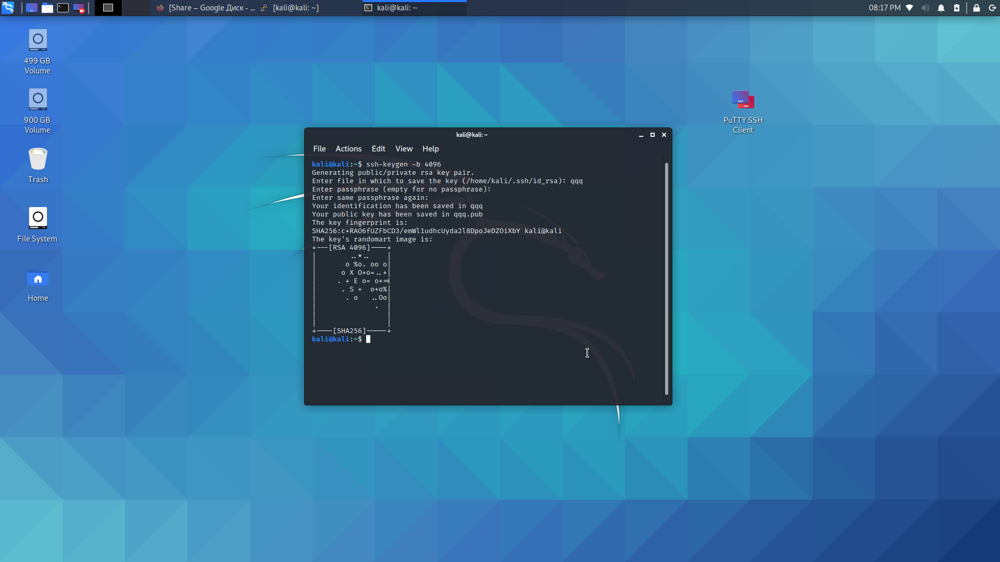 [Share – Google Диск - ...
[kali@kali: ~]
kali@kali: ~
08:17 PM
499 GB
Volume
900 GB
Volume
Trash
File System
Home
PuTTY SSH
Client
kali@kali: ~
File Actions Edit View Help
kali@kali:~$ ssh-keygen -b 4096
Generating public/private rsa key pair.
Enter file in which to save the key (/home/kali/.ssh/id_rsa): qqq
Enter passphrase (empty for no passphrase):
Enter same passphrase again:
Your identification has been saved in qqq
Your public key has been saved in qqq.pub
The key fingerprint is:
SHA256:c+RAO6fUZFbCD3/emWl1udhcUyda2l8DpoJeDZOiXbY kali@kali
The key's randomart image is:
+---[RSA 4096]----+
|        ..*..    |
|       o %o. oo o|
|      o X O+o=..+|
|     . + E o= o+=|
|      . S +  o+o%|
|       . o   ..Oo|
|              .  |
|                 |
|                 |
+----[SHA256]-----+
kali@kali:~$